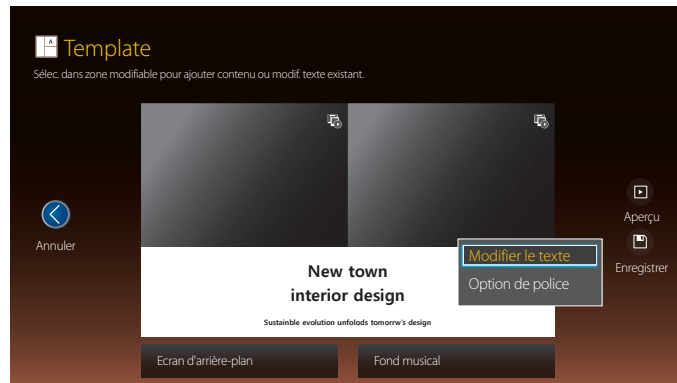 A
Template
Sélec. dans zone modifiable pour ajouter contenu ou modif. texte existant.
Annuler
New town
interior design
Sustainble evolution unfolods tomorrw's design
Modifier le texte
Option de police
Aperçu
Enregistrer
Ecran d'arrière-plan
Fond musical